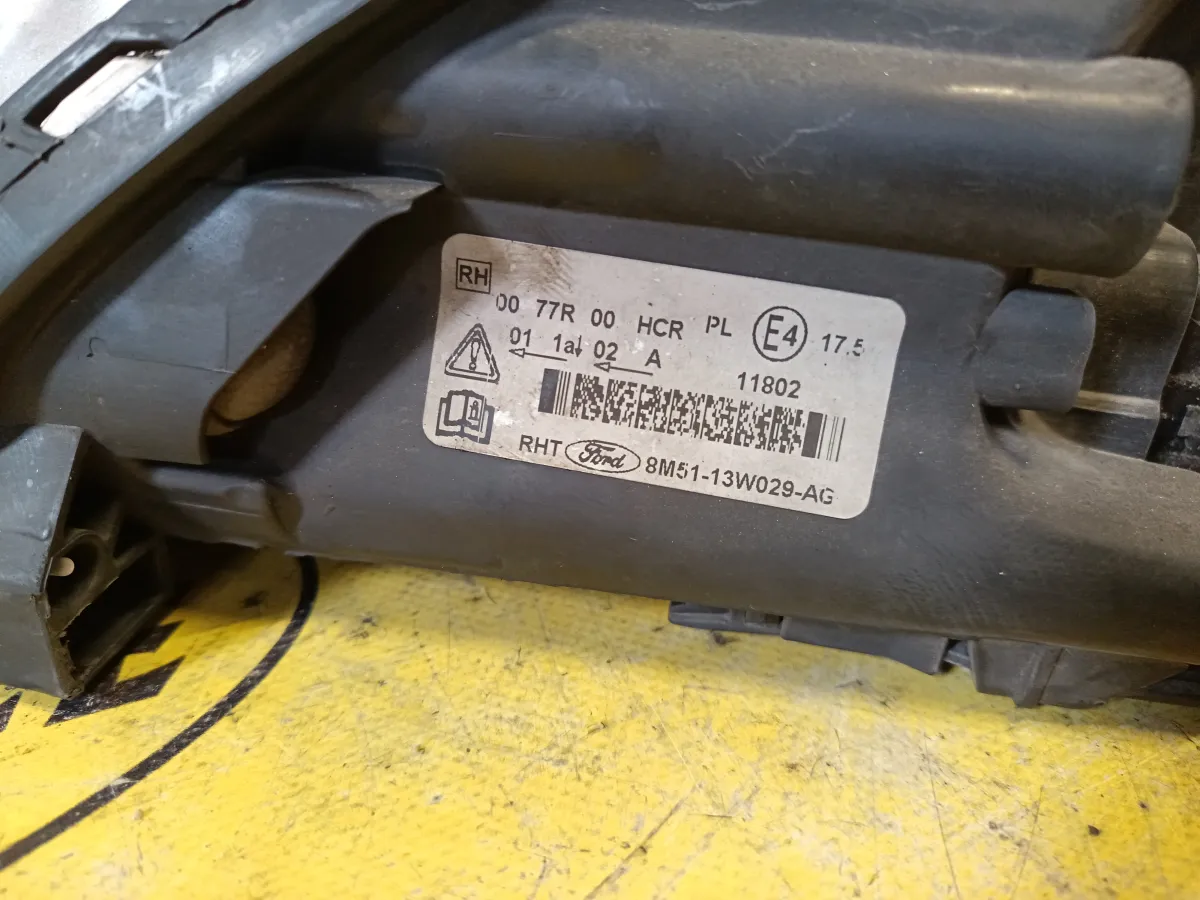 RH
00 77R 00 HCR PL E4 17.5
01 1a 02 A
11802
RHT Ford 8M51-13W029-AG